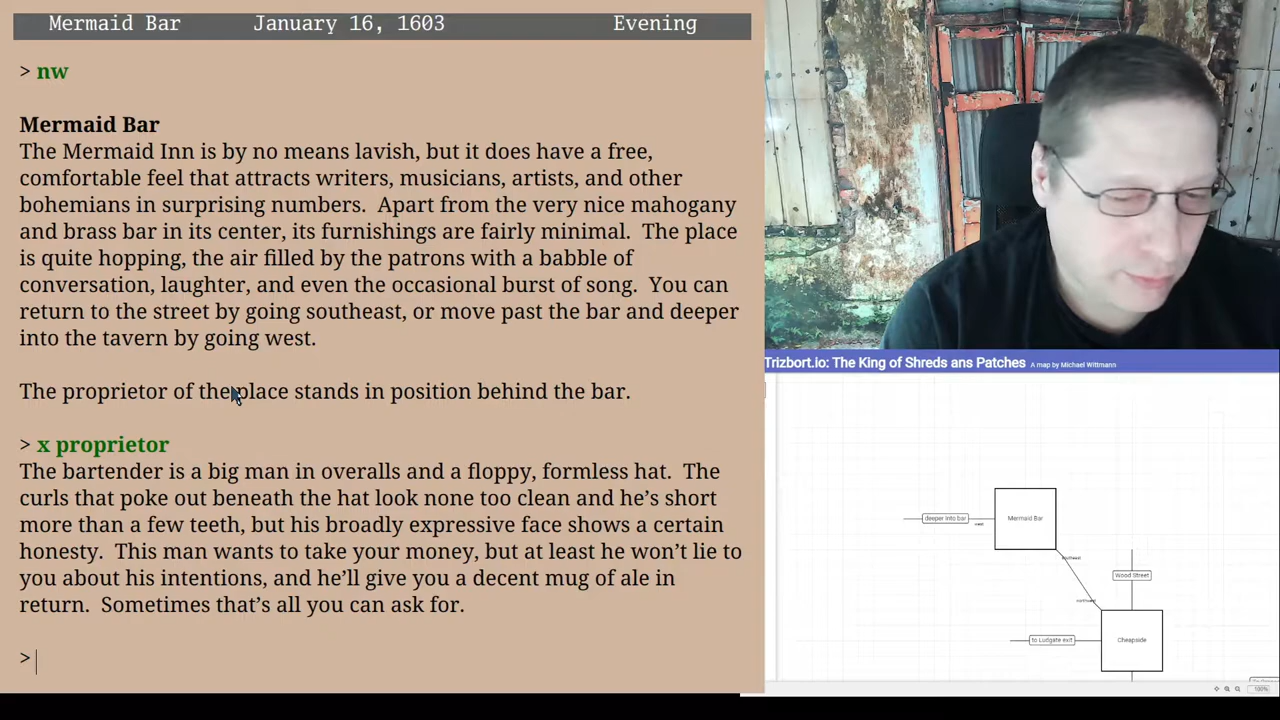 Mermaid Bar January 16, 1603 Evening
> nw
Mermaid Bar
The Mermaid Inn is by no means lavish, but it does have a free,
comfortable feel that attracts writers, musicians, artists, and other
bohemians in surprising numbers.  Apart from the very nice mahogany
and brass bar in its center, its furnishings are fairly minimal.  The place
is quite hopping, the air filled by the patrons with a babble of
conversation, laughter, and even the occasional burst of song.  You can
return to the street by going southeast, or move past the bar and deeper
into the tavern by going west.
The proprietor of the place stands in position behind the bar.
> x proprietor
The bartender is a big man in overalls and a floppy, formless hat.  The
curls that poke out beneath the hat look none too clean and he's short
more than a few teeth, but his broadly expressive face shows a certain
honesty.  This man wants to take your money, but at least he won't lie to
you about his intentions, and he'll give you a decent mug of ale in
return.  Sometimes that's all you can ask for.
>
Trizbort.io: The King of Shreds ans Patches A map by Michael Wittmann
deeper into bar
west
Mermaid Bar
southeast
Wood Street
northwest
to Ludgate exit
Cheapside
100%